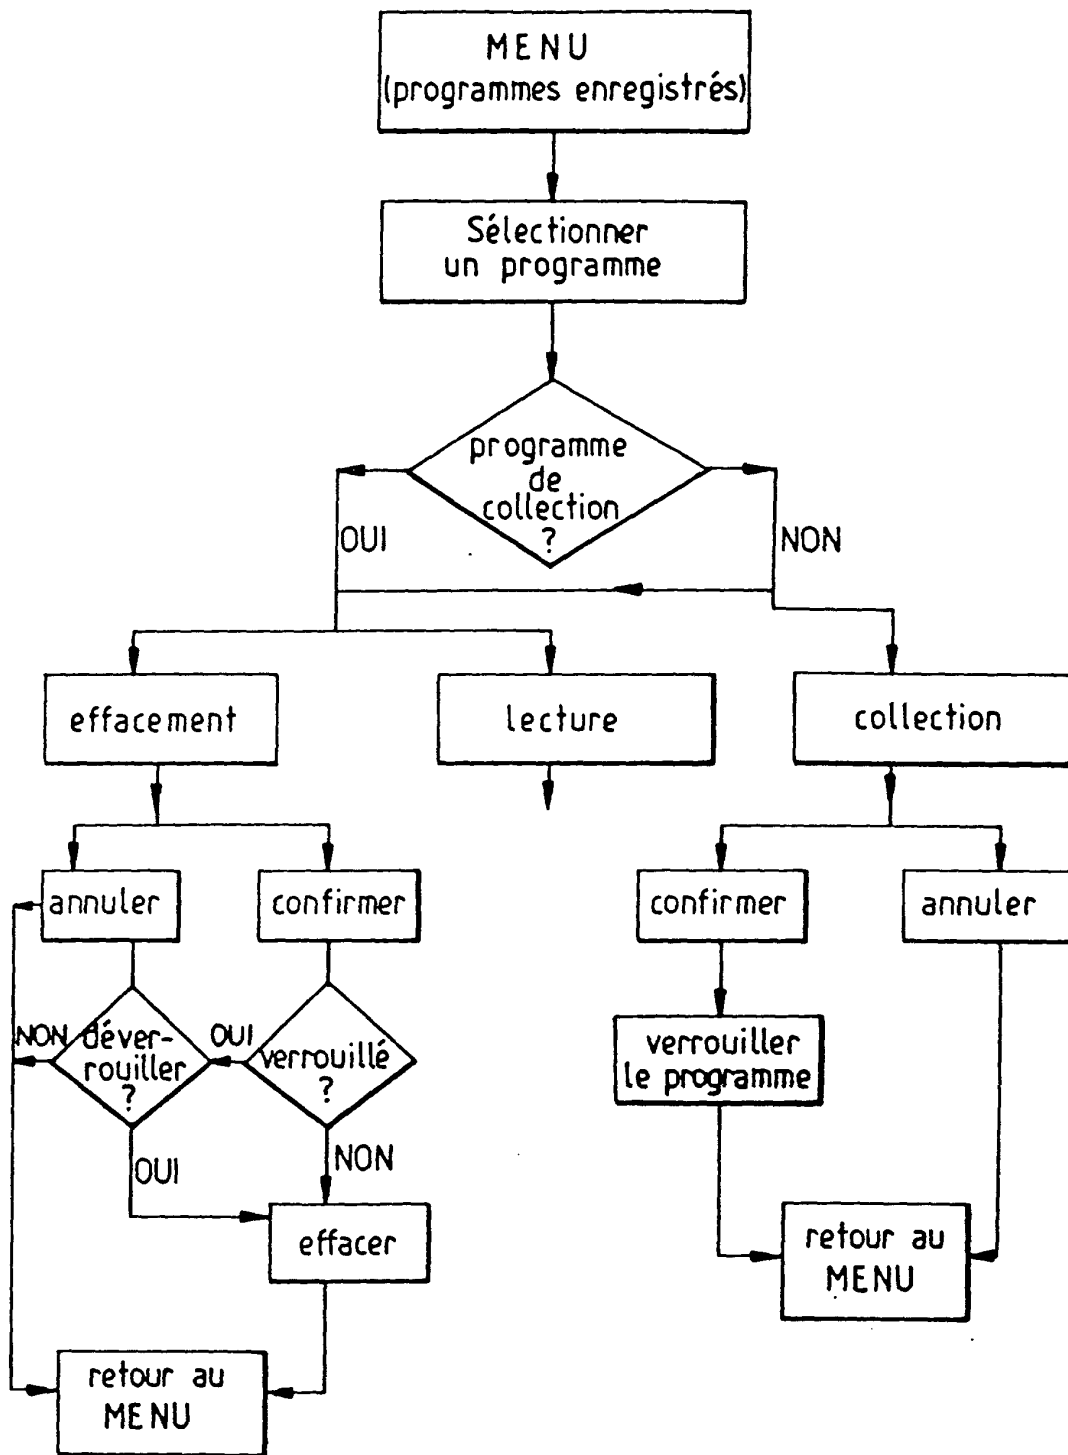 MENU
(programmes enregistrés)
Sélectionner
un programme
programme
de
collection
?
OUI
NON
effacement
lecture
collection
annuler
confirmer
confirmer
annuler
NON
déver-
rouiller
?
OUI
verrouillé
?
verrouiller
le programme
OUI
NON
effacer
retour au
MENU
retour au
MENU